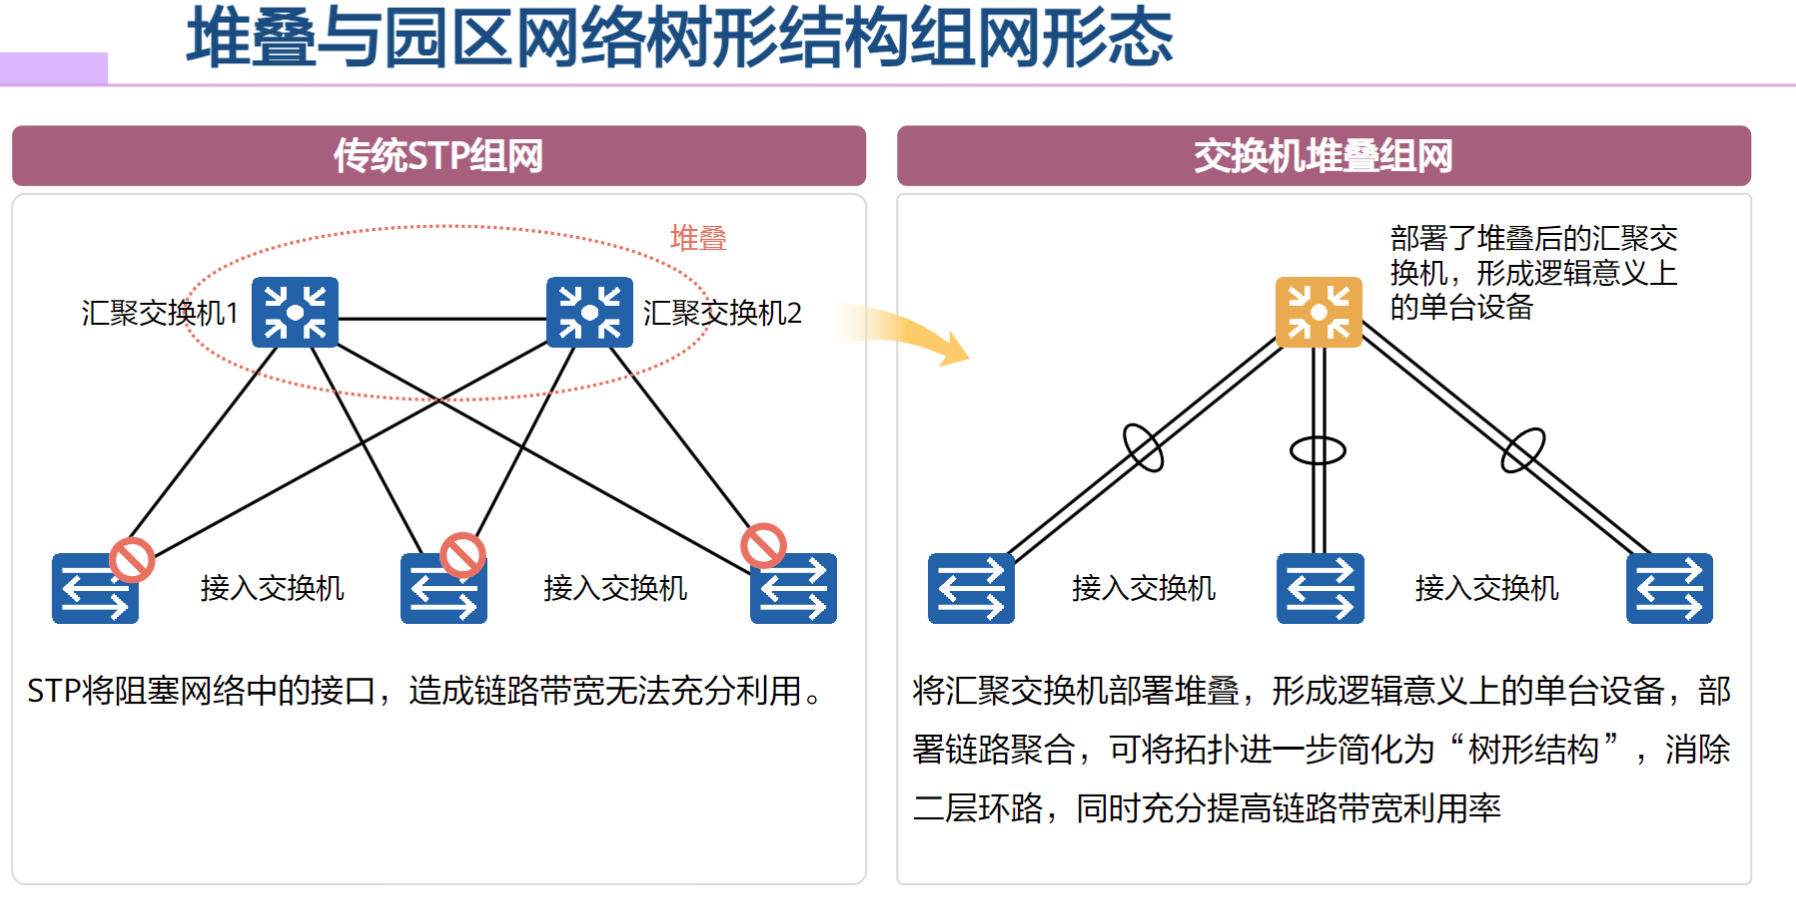 堆叠与园区网络树形结构组网形态
传统STP组网
堆叠
汇聚交换机1
汇聚交换机2
接入交换机
接入交换机
STP将阻塞网络中的接口，造成链路带宽无法充分利用。
交换机堆叠组网
部署了堆叠后的汇聚交
换机，形成逻辑意义上
的单台设备
接入交换机
接入交换机
将汇聚交换机部署堆叠，形成逻辑意义上的单台设备，部
署链路聚合，可将拓扑进一步简化为“树形结构”，消除
二层环路，同时充分提高链路带宽利用率